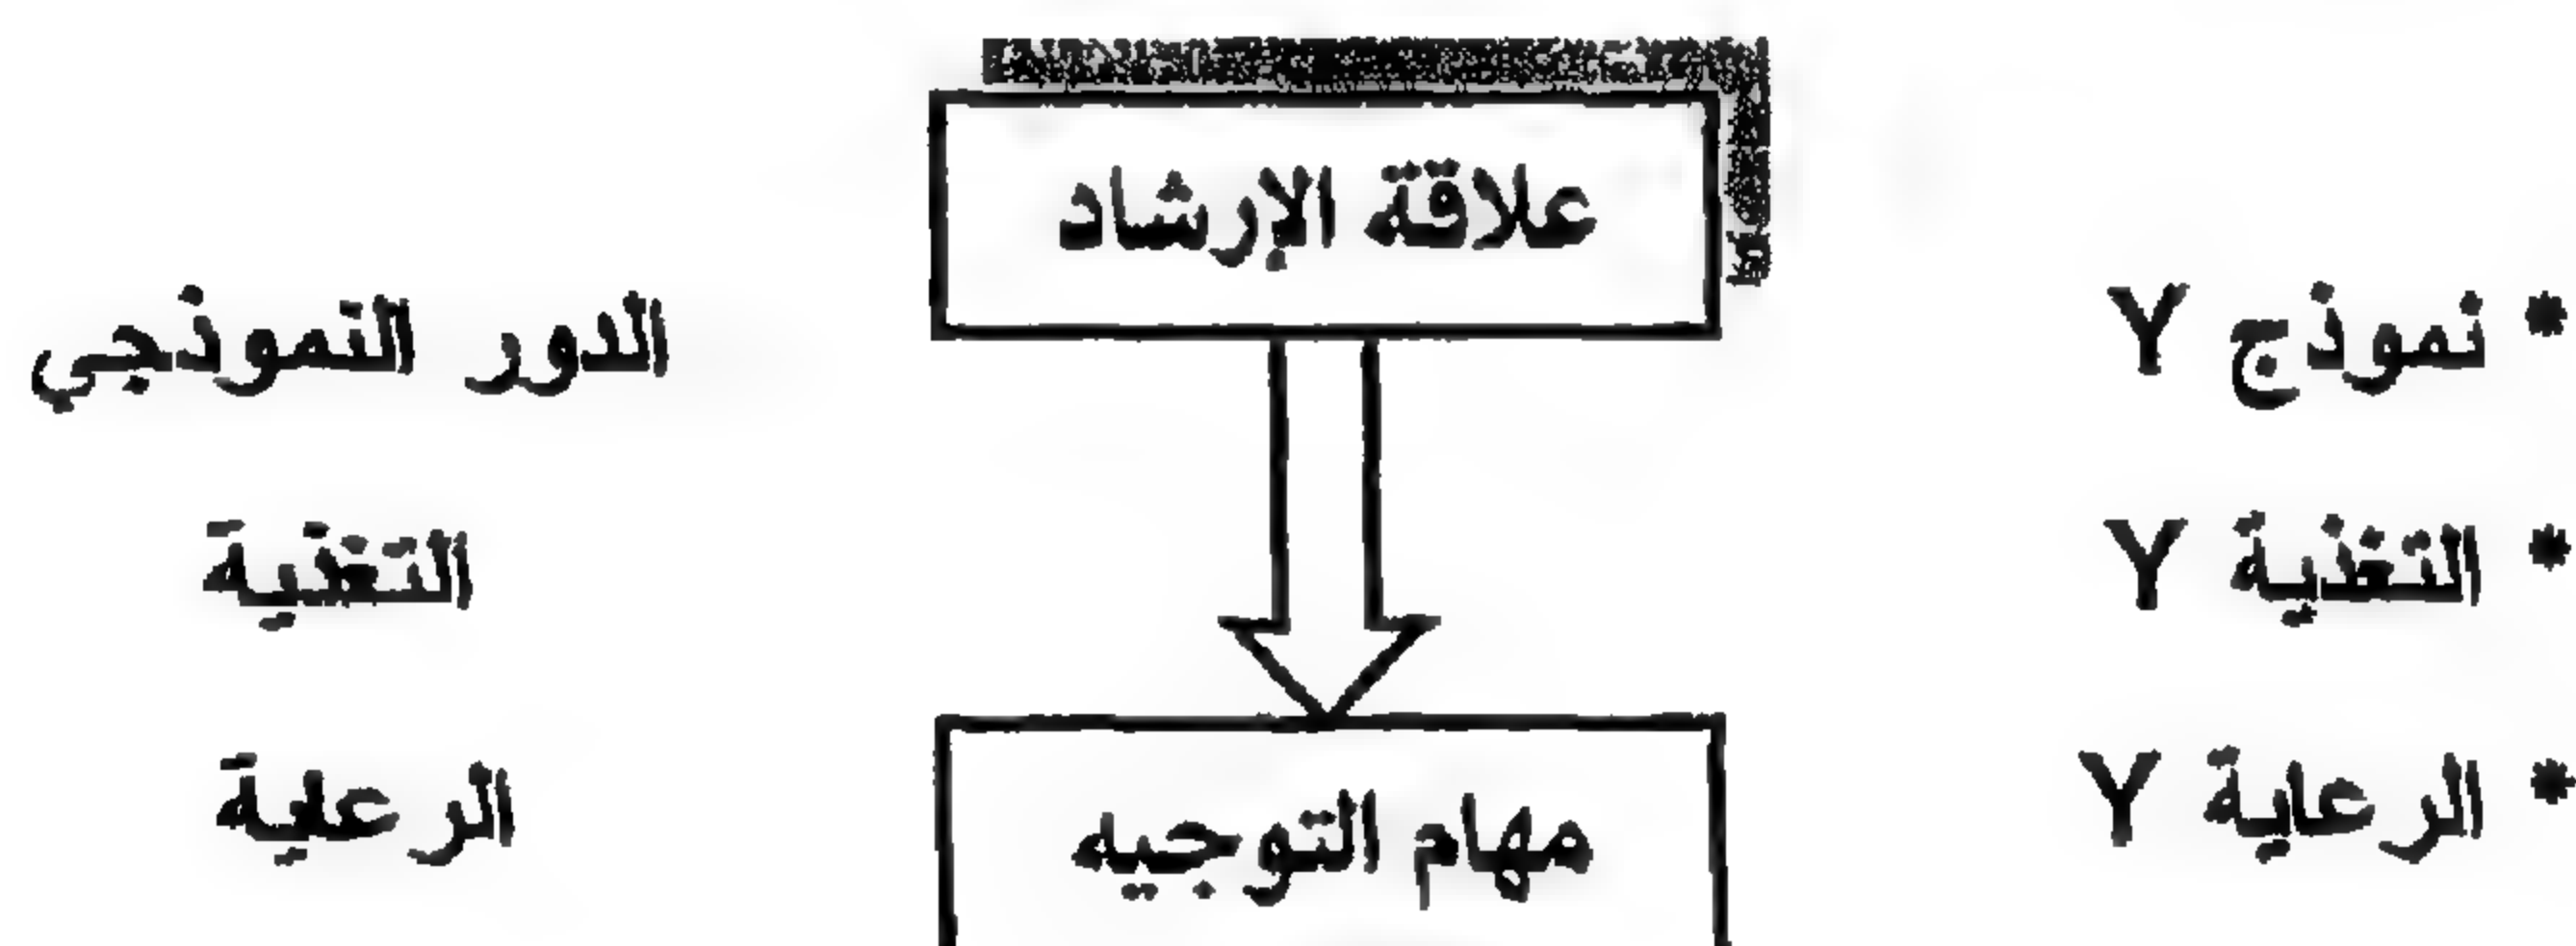 علاقة الإرشاد
* نموذج Y
الدور النموذجي
* التغذية Y
التغذية
* الرعاية Y
الرعاية
مهام التوجيه